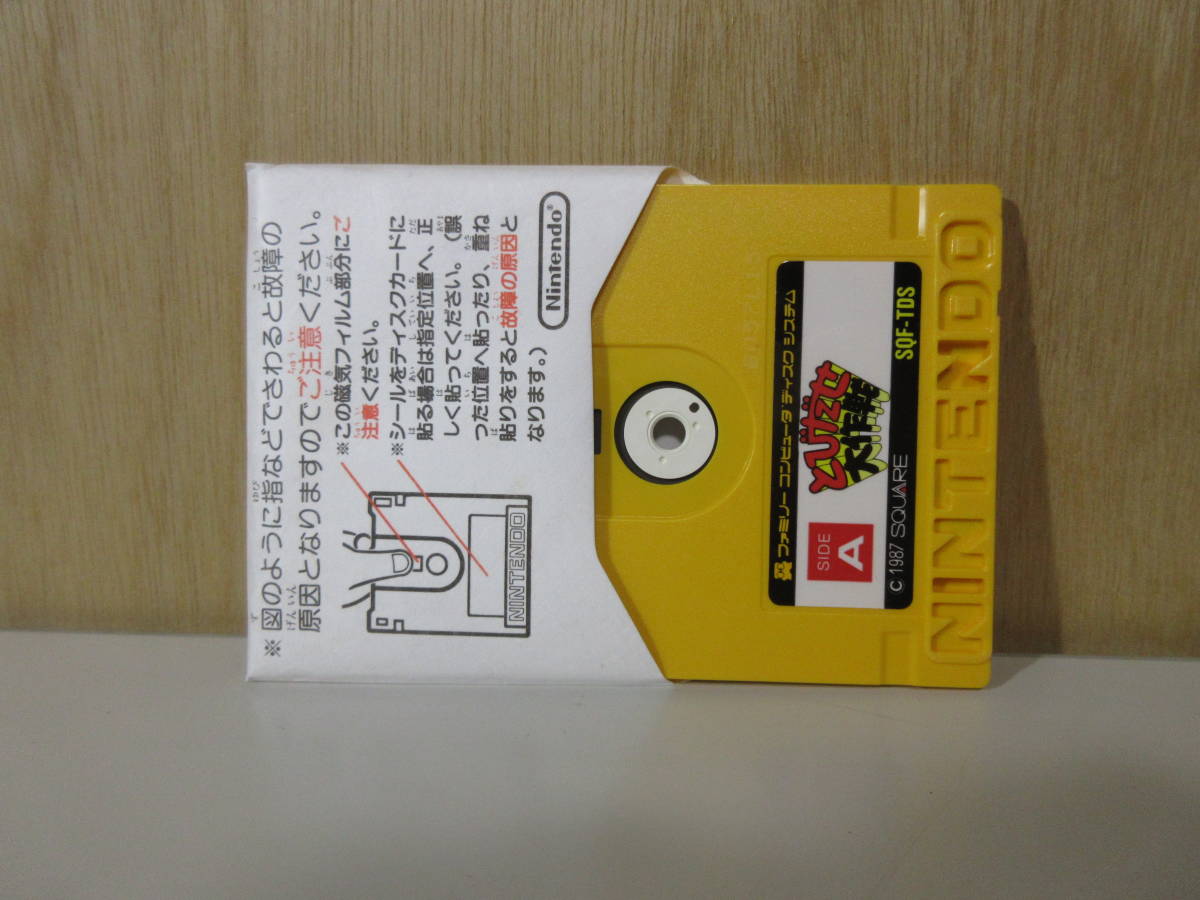 ※図のように指などでさわると故障の
原因となりますのでご注意ください。
※この磁気フィルム部分にご
注意ください。
※シールをディスクカードに
貼る場合は指定位置へ、正
しく貼ってください。(誤
った位置へ貼ったり、重ね
貼りをすると故障の原因と
なります。)
NINTENDO
Nintendo®
ファミリー コンピュータ ディスク システム
SIDE
A
とびだせ
大作戦
SQF-TDS
© 1987 SQUARE
NINTENDO